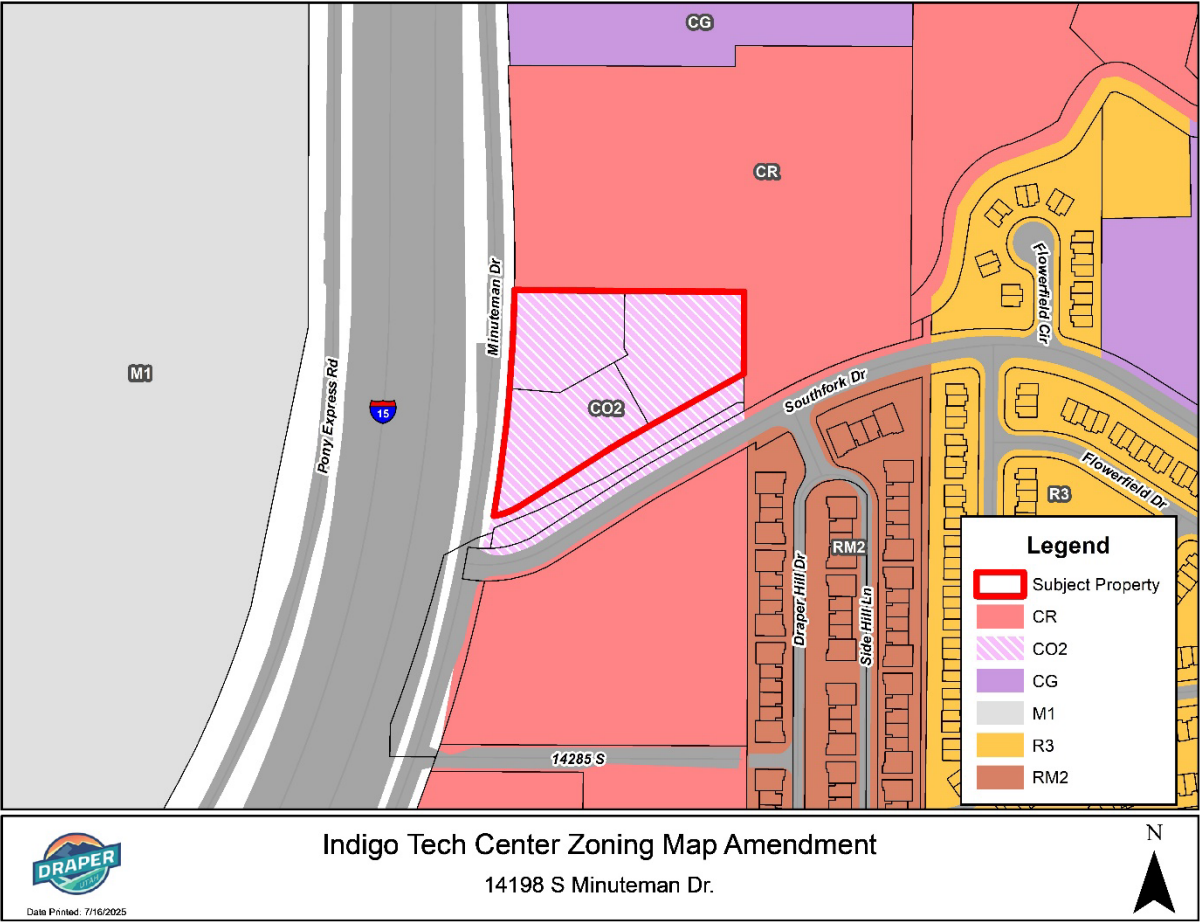 CG
CR
Minuteman Dr
Flowerfield Cir
M1
Pony Express Rd
15
CO2
Southfork Dr
Flowerfield Dr
R3
RM2
Draper Hill Dr
Side Hill Ln
14285 S
Legend
Subject Property
CR
CO2
CG
M1
R3
RM2
DRAPER
UTAH
Date Printed: 7/16/2025
Indigo Tech Center Zoning Map Amendment
14198 S Minuteman Dr.
N